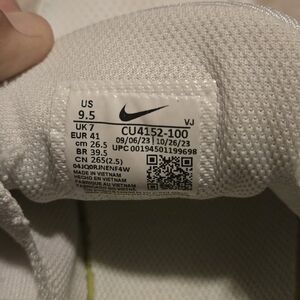 US
9.5
VJ
UK 7
EUR 41
cm 26.5
BR 39.5
CN 265(2.5)
CU4152-100
09/06/23 10/26/23
UPC 00194501199698
MADE IN VIETNAM
HECHO EN VIETNAM
FABRIQUÉ AU VIETNAM